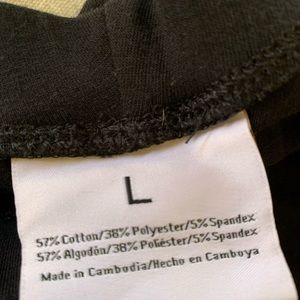 L
57% Cotton/38% Polyester/5% Spandex
57% Algodón/38% Poliéster/5% Spandex
Made in Cambodia/Hecho en Camboya